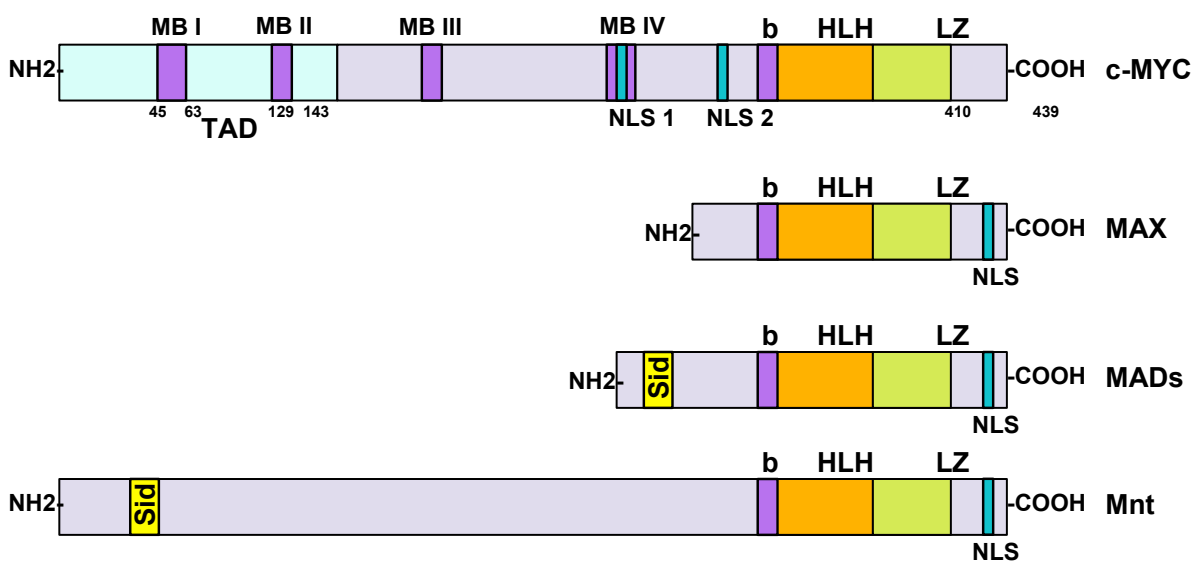 MB I MB II MB III MB IV b HLH LZ
NH2- -COOH c-MYC
45 63 129 143 NLS 1 NLS 2 410 439
TAD
b HLH LZ
NH2- -COOH MAX
NLS
b HLH LZ
NH2- Sid -COOH MADs
NLS
b HLH LZ
NH2- Sid -COOH Mnt
NLS